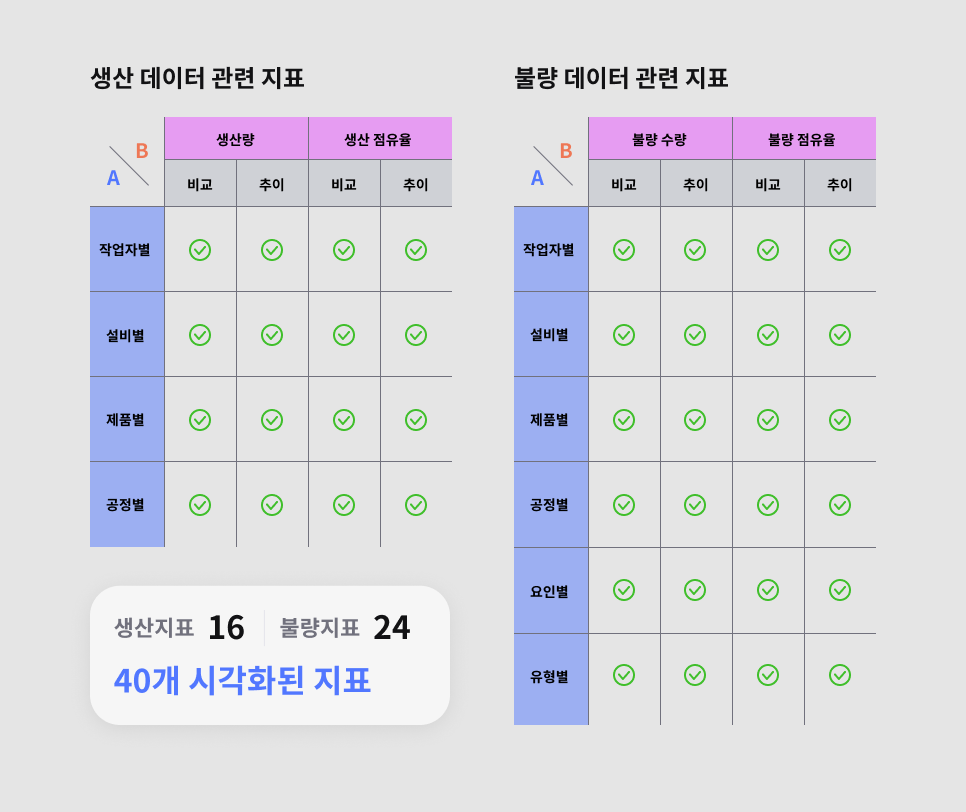 생산 데이터 관련 지표
B
A
생산량 생산 점유율
비교 추이 비교 추이
작업자별
설비별
제품별
공정별
생산지표 16 불량지표 24
40개 시각화된 지표
불량 데이터 관련 지표
B
A
불량 수량 불량 점유율
비교 추이 비교 추이
작업자별
설비별
제품별
공정별
요인별
유형별